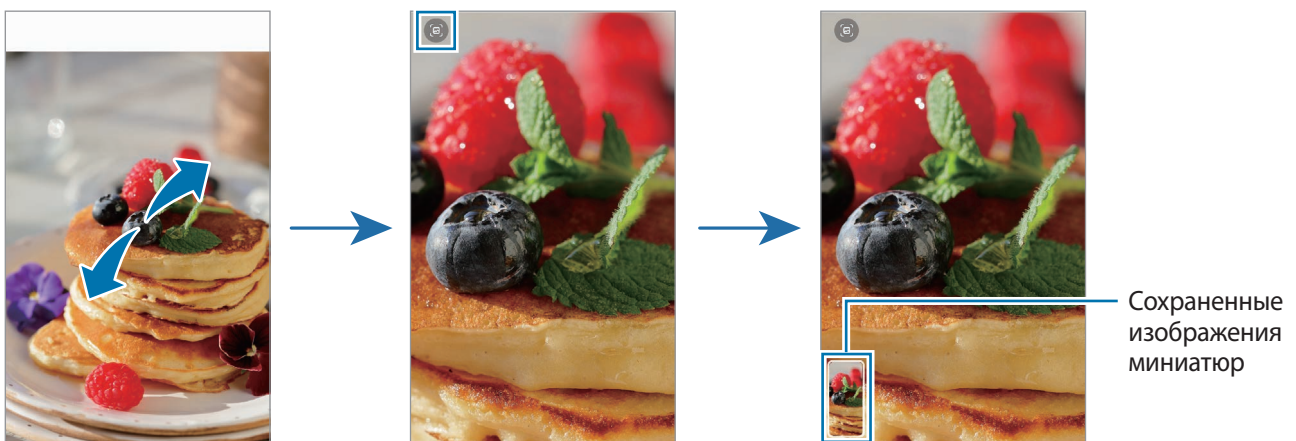 Сохраненные
изображения
миниатюр